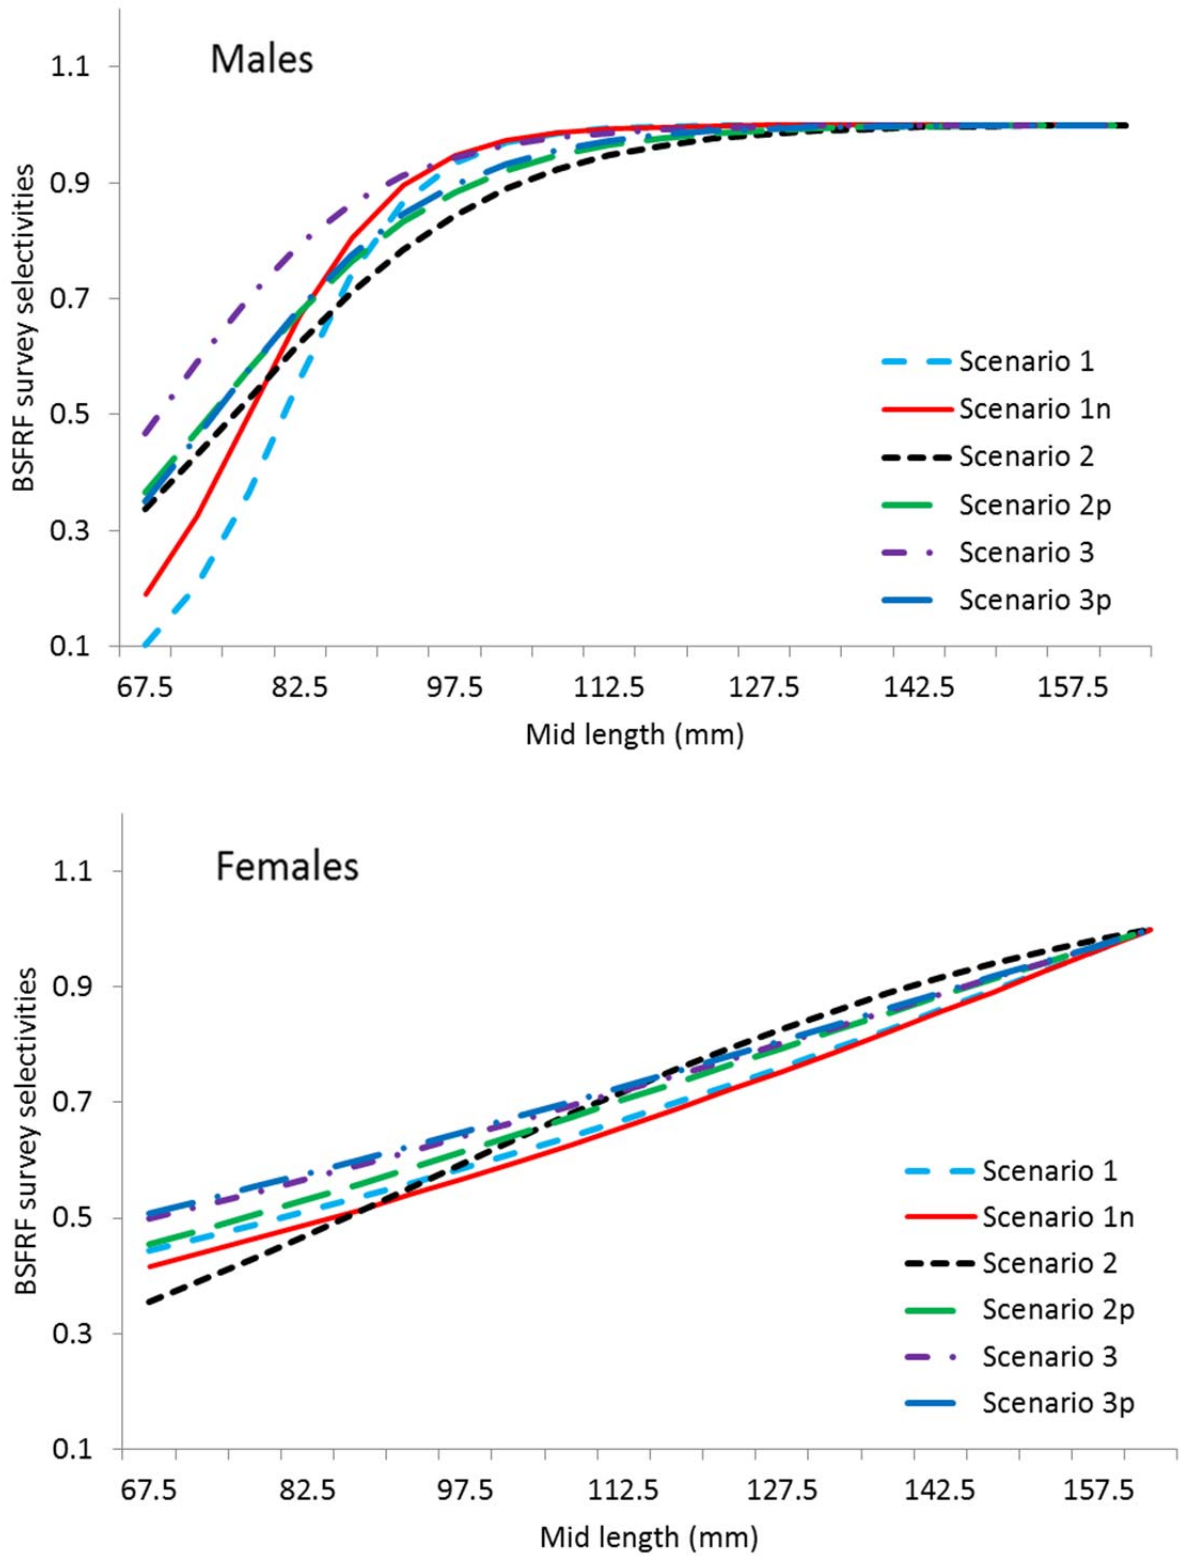 Males
BSFRF survey selectivities
1.1
0.9
0.7
0.5
0.3
0.1
Scenario 1
Scenario 1n
Scenario 2
Scenario 2p
Scenario 3
Scenario 3p
67.5 82.5 97.5 112.5 127.5 142.5 157.5
Mid length (mm)
Females
BSFRF survey selectivities
1.1
0.9
0.7
0.5
0.3
0.1
Scenario 1
Scenario 1n
Scenario 2
Scenario 2p
Scenario 3
Scenario 3p
67.5 82.5 97.5 112.5 127.5 142.5 157.5
Mid length (mm)